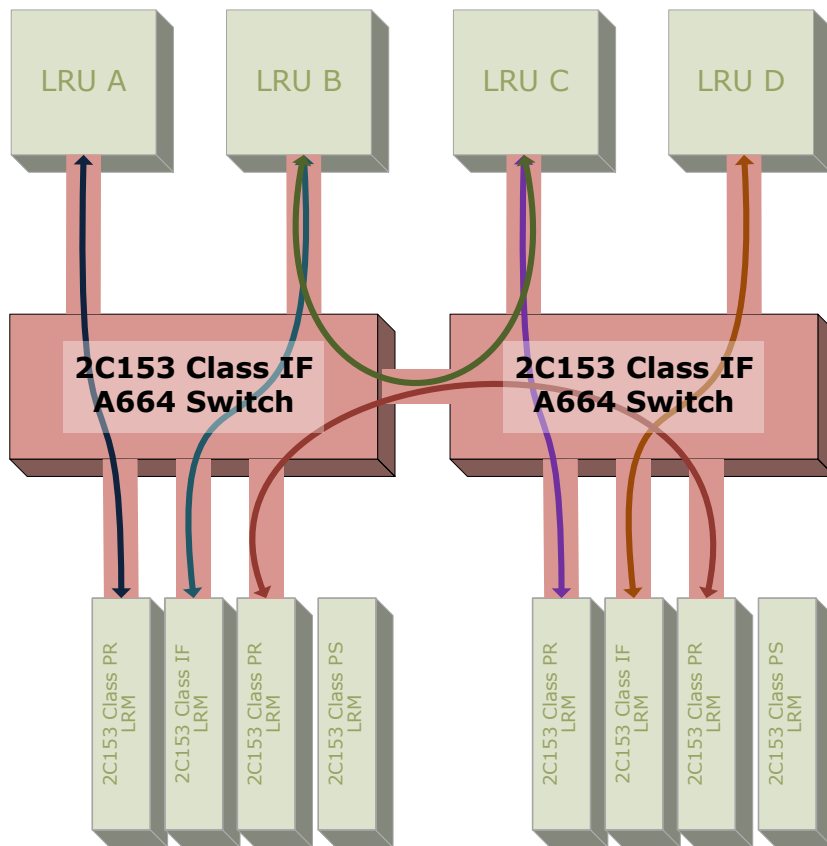 LRU A
LRU B
LRU C
LRU D
2C153 Class IF
A664 Switch
2C153 Class IF
A664 Switch
2C153 Class PR
LRM
2C153 Class IF
LRM
2C153 Class PR
LRM
2C153 Class PS
LRM
2C153 Class PR
LRM
2C153 Class IF
LRM
2C153 Class PR
LRM
2C153 Class PS
LRM